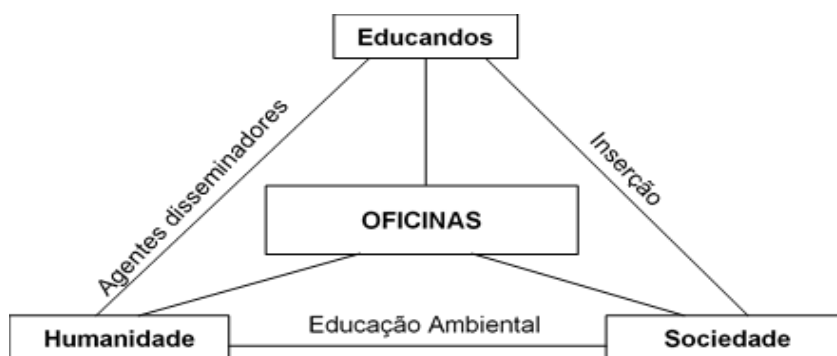 Educandos
Agentes disseminadores
Inserção
OFICINAS
Educação Ambiental
Humanidade
Sociedade